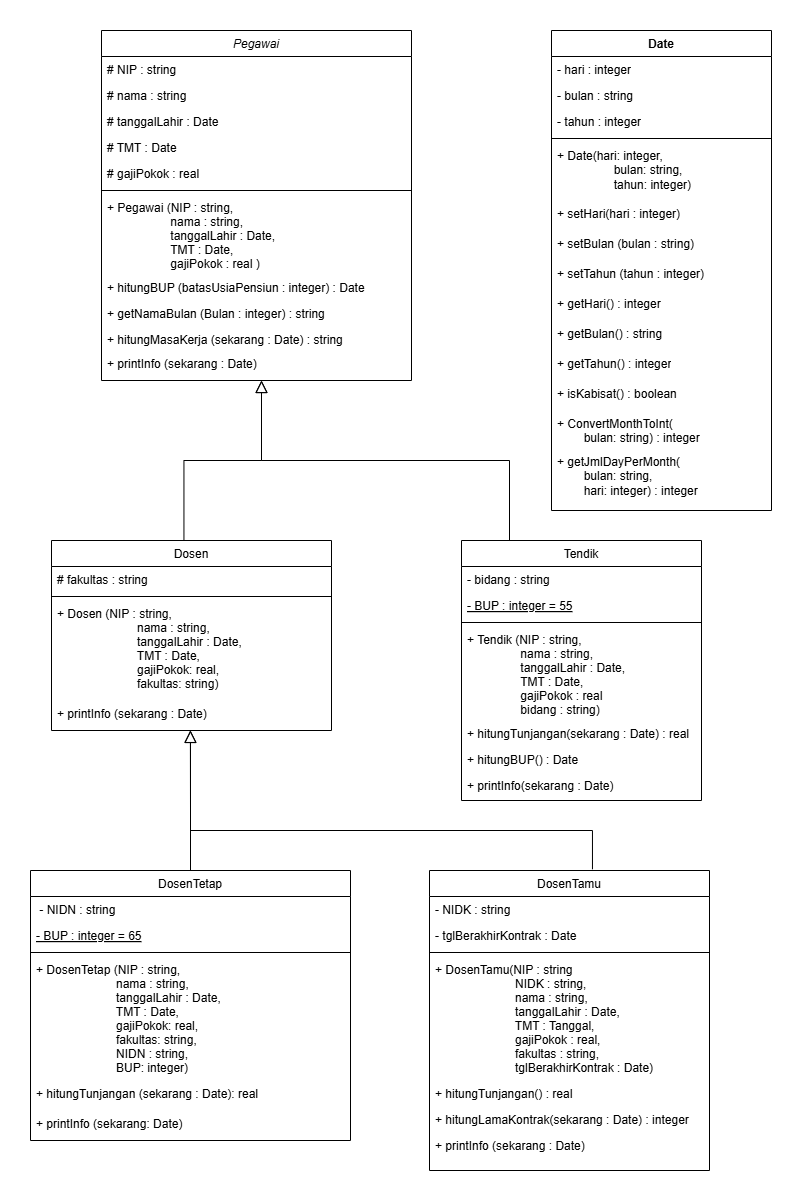 Pegawai
# NIP : string
# nama : string
# tanggalLahir : Date
# TMT : Date
# gajiPokok : real
+ Pegawai (NIP : string,
nama : string,
tanggalLahir : Date,
TMT : Date,
gajiPokok : real )
+ hitungBUP (batasUsiaPensiun : integer) : Date
+ getNamaBulan (Bulan : integer) : string
+ hitungMasaKerja (sekarang : Date) : string
+ printInfo (sekarang : Date)
Date
- hari : integer
- bulan : string
- tahun : integer
+ Date(hari: integer,
bulan: string,
tahun: integer)
+ setHari(hari : integer)
+ setBulan (bulan : string)
+ setTahun (tahun : integer)
+ getHari() : integer
+ getBulan() : string
+ getTahun() : integer
+ isKabisat() : boolean
+ ConvertMonthToInt(
bulan: string) : integer
+ getJmlDayPerMonth(
bulan: string,
hari: integer) : integer
Dosen
# fakultas : string
+ Dosen (NIP : string,
nama : string,
tanggalLahir : Date,
TMT : Date,
gajiPokok: real,
fakultas: string)
+ printInfo (sekarang : Date)
Tendik
- bidang : string
- BUP : integer = 55
+ Tendik (NIP : string,
nama : string,
tanggalLahir : Date,
TMT : Date,
gajiPokok : real
bidang : string)
+ hitungTunjangan(sekarang : Date) : real
+ hitungBUP() : Date
+ printInfo(sekarang : Date)
DosenTetap
- NIDN : string
- BUP : integer = 65
+ DosenTetap (NIP : string,
nama : string,
tanggalLahir : Date,
TMT : Date,
gajiPokok: real,
fakultas: string,
NIDN : string,
BUP: integer)
+ hitungTunjangan (sekarang : Date): real
+ printInfo (sekarang: Date)
DosenTamu
- NIDK : string
- tglBerakhirKontrak : Date
+ DosenTamu(NIP : string
NIDK : string,
nama : string,
tanggalLahir : Date,
TMT : Tanggal,
gajiPokok : real,
fakultas : string,
tglBerakhirKontrak : Date)
+ hitungTunjangan() : real
+ hitungLamaKontrak(sekarang : Date) : integer
+ printInfo (sekarang : Date)